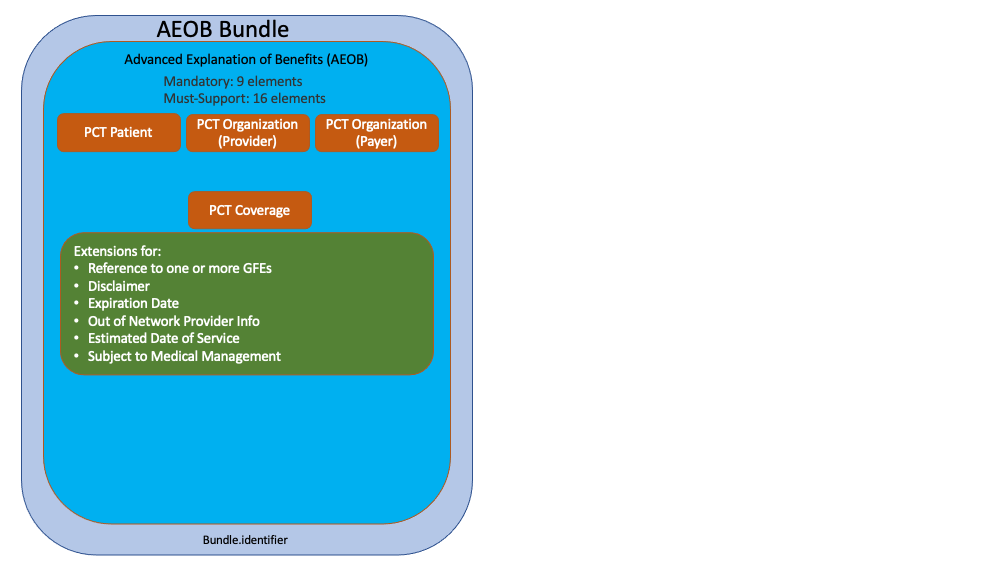 AEOB Bundle
Advanced Explanation of Benefits (AEOB)
Mandatory: 9 elements
Must-Support: 16 elements
PCT Patient
PCT Organization
(Provider)
PCT Organization
(Payer)
PCT Coverage
Extensions for:
• Reference to one or more GFEs
• Disclaimer
• Expiration Date
• Out of Network Provider Info
• Estimated Date of Service
• Subject to Medical Management
Bundle.identifier